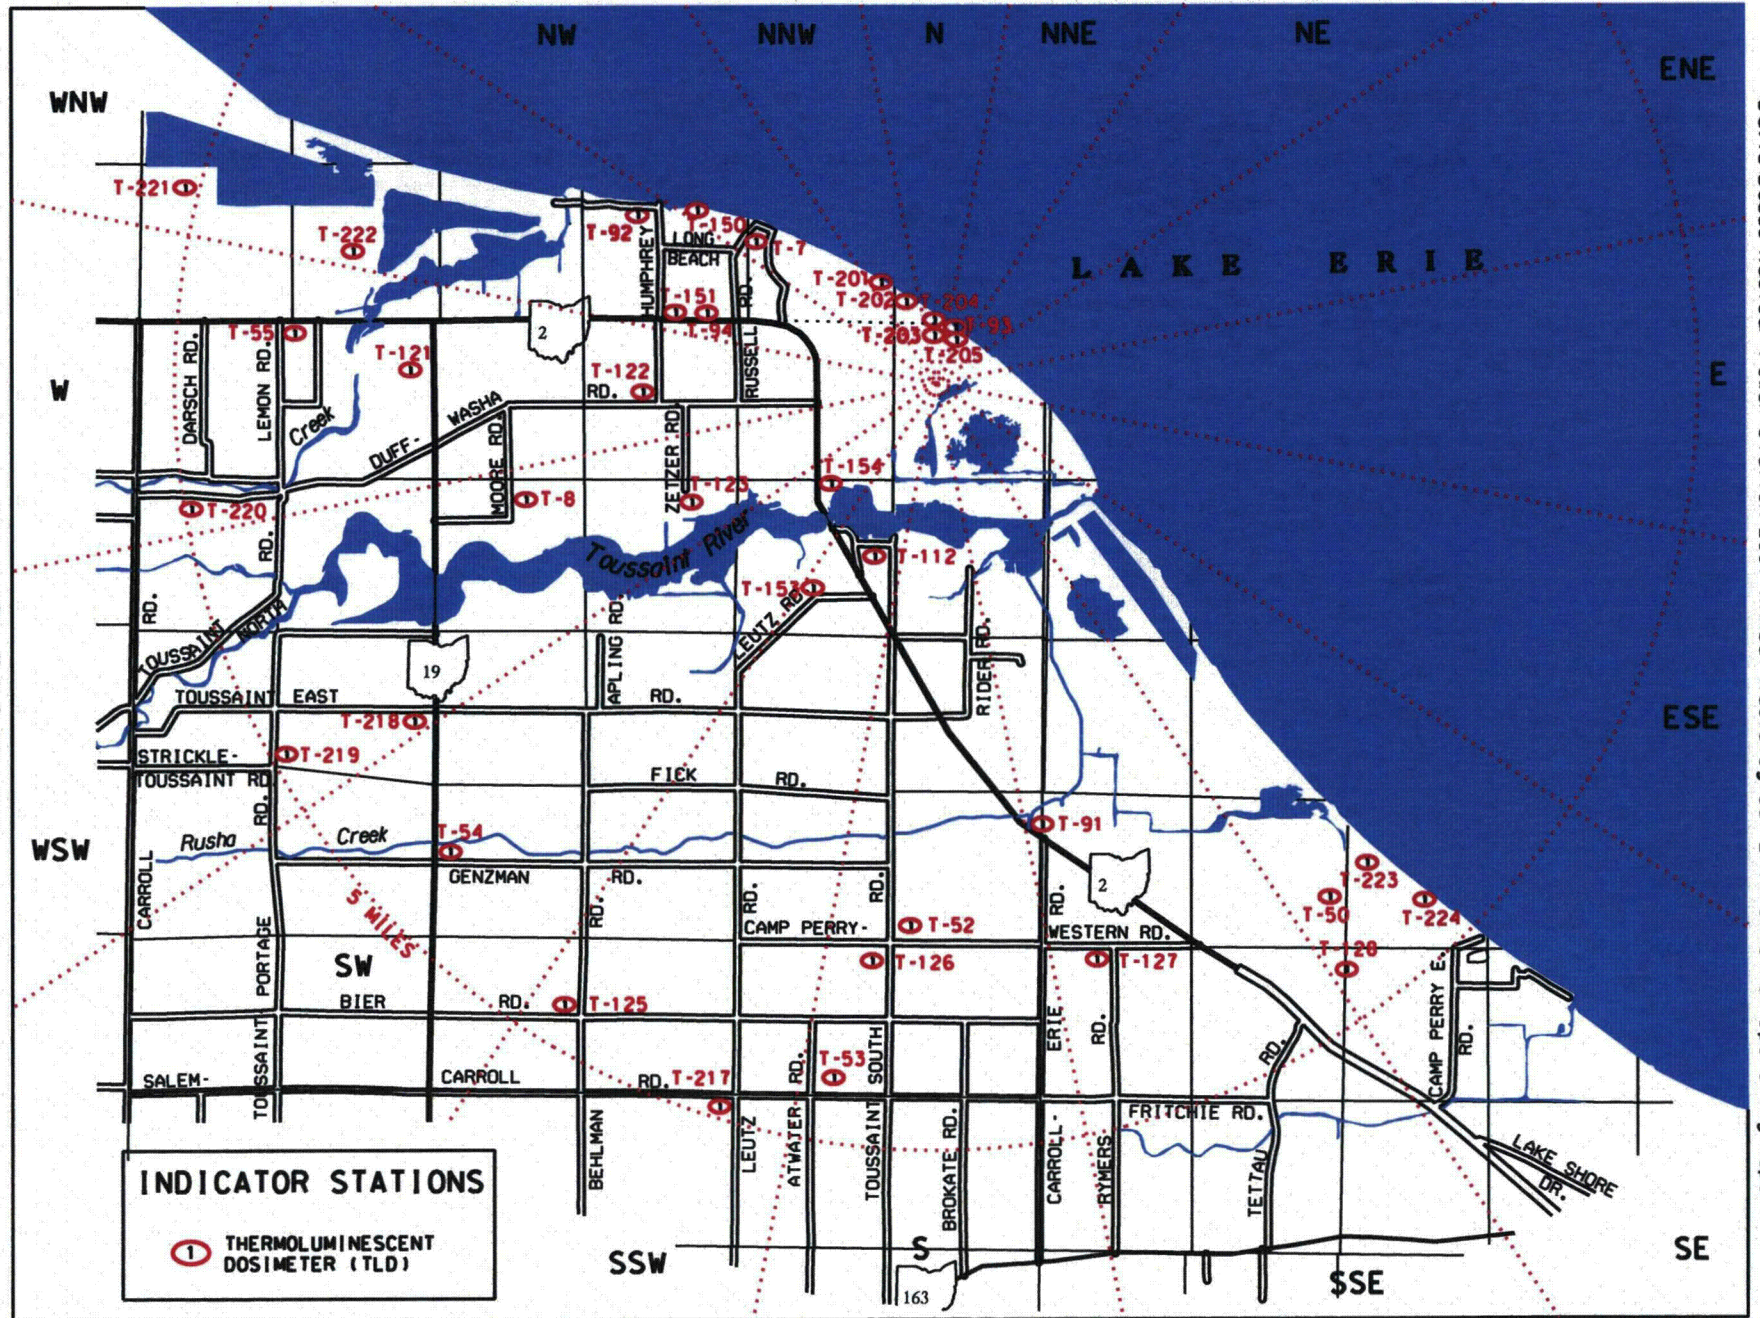 NW
NNW
N
NNE
NE
ENE
WNW
T-221
T-222
T-92
T-150
LONG
BEACH
T-7
HUMPHREY
RD.
T-201
T-202
T-204
T-93
T-203
T-205
LAKE ERIE
T-151
T-94
2
T-55
T-121
T-122
RD.
RUSSELL
W
E
DARSCH RD.
LEMON RD
Creek
DUFF-
WASHA
MOORE RD.
ZETZER RD.
T-154
T-8
T-123
T-220
RD.
Toussaint River
T-112
T-153
RD.
TOUSSAINT
NORTH
LEUTZ RD.
APLING RD.
RIDER RD.
19
TOUSSAINT EAST
RD.
T-218
ESE
STRICKLE-
TOUSSAINT RD
T-219
RD.
FICK
RD.
Rusha
Creek
T-54
T-91
WSW
CARROLL
GENZMAN
RD.
2
T-223
T-50
T-224
5 MILES
RD.
RD.
RD.
RD.
CAMP PERRY-
T-52
WESTERN RD.
T-128
SW
PORTAGE
T-126
T-127
CAMP PERRY E.
RD.
BIER
RD.
T-125
ERIE
RD.
RD.
TOUSSAINT
SALEM-
CARROLL
RD.
T-217
RD.
T-53
SOUTH
FRITCHIE RD.
BEHLMAN
LEUTZ
ATWATER
TOUSSAINT
BROKATE RD.
CARROLL-
RYMERS
TETTAU
LAKE SHORE
DR.
INDICATOR STATIONS
1
THERMOLUMINESCENT
DOSIMETER (TLD)
SSW
S
163
SSE
SE